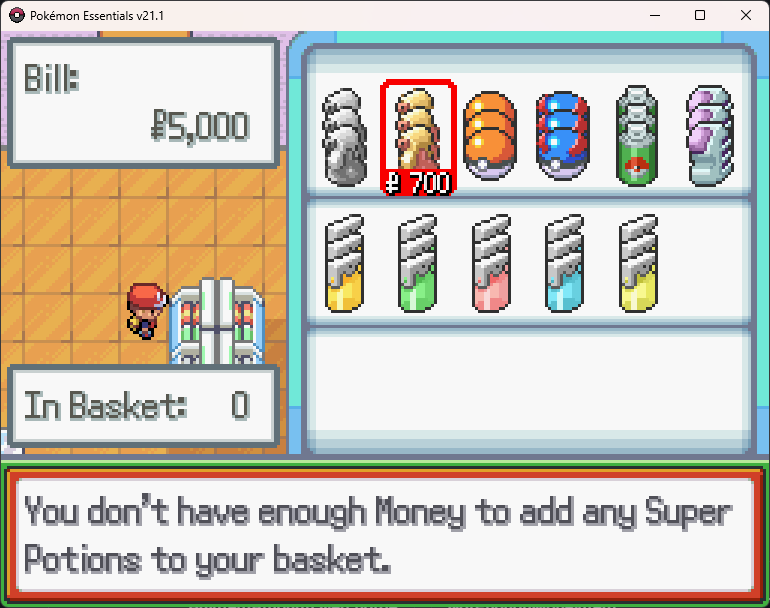 Pokémon Essentials v21.1
Bill:
₽5,000
₽ 700
In Basket: 0
You don't have enough Money to add any Super
Potions to your basket.